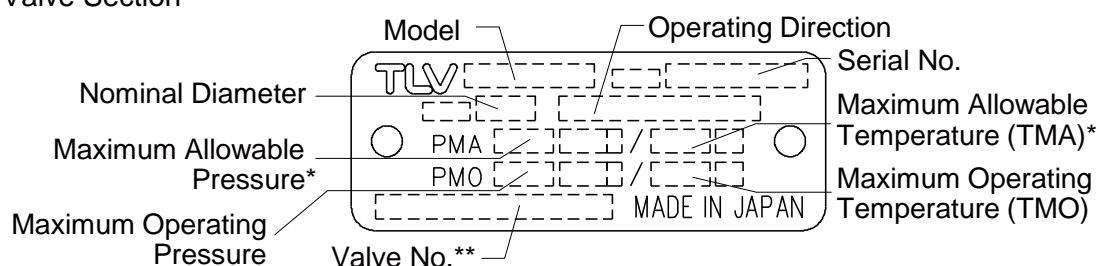 Valve Section
Model
Operating Direction
TLV
Serial No.
Nominal Diameter
Maximum Allowable
Temperature (TMA)*
PMA
/
Maximum Allowable
Pressure*
PMO
/
Maximum Operating
Temperature (TMO)
MADE IN JAPAN
Maximum Operating
Pressure
Valve No.**